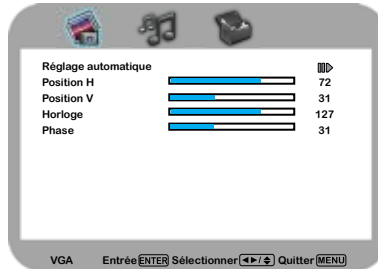 Réglage automatique
Position H 72
Position V 31
Horloge 127
Phase 31
VGA Entrée ENTER Sélectionner ◄►/▲▼ Quitter MENU